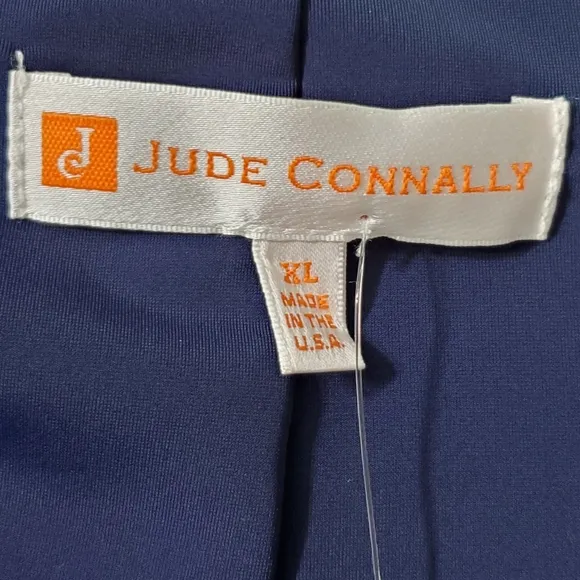 JC JUDE CONNALLY
XL
MADE
IN THE
U.S.A.